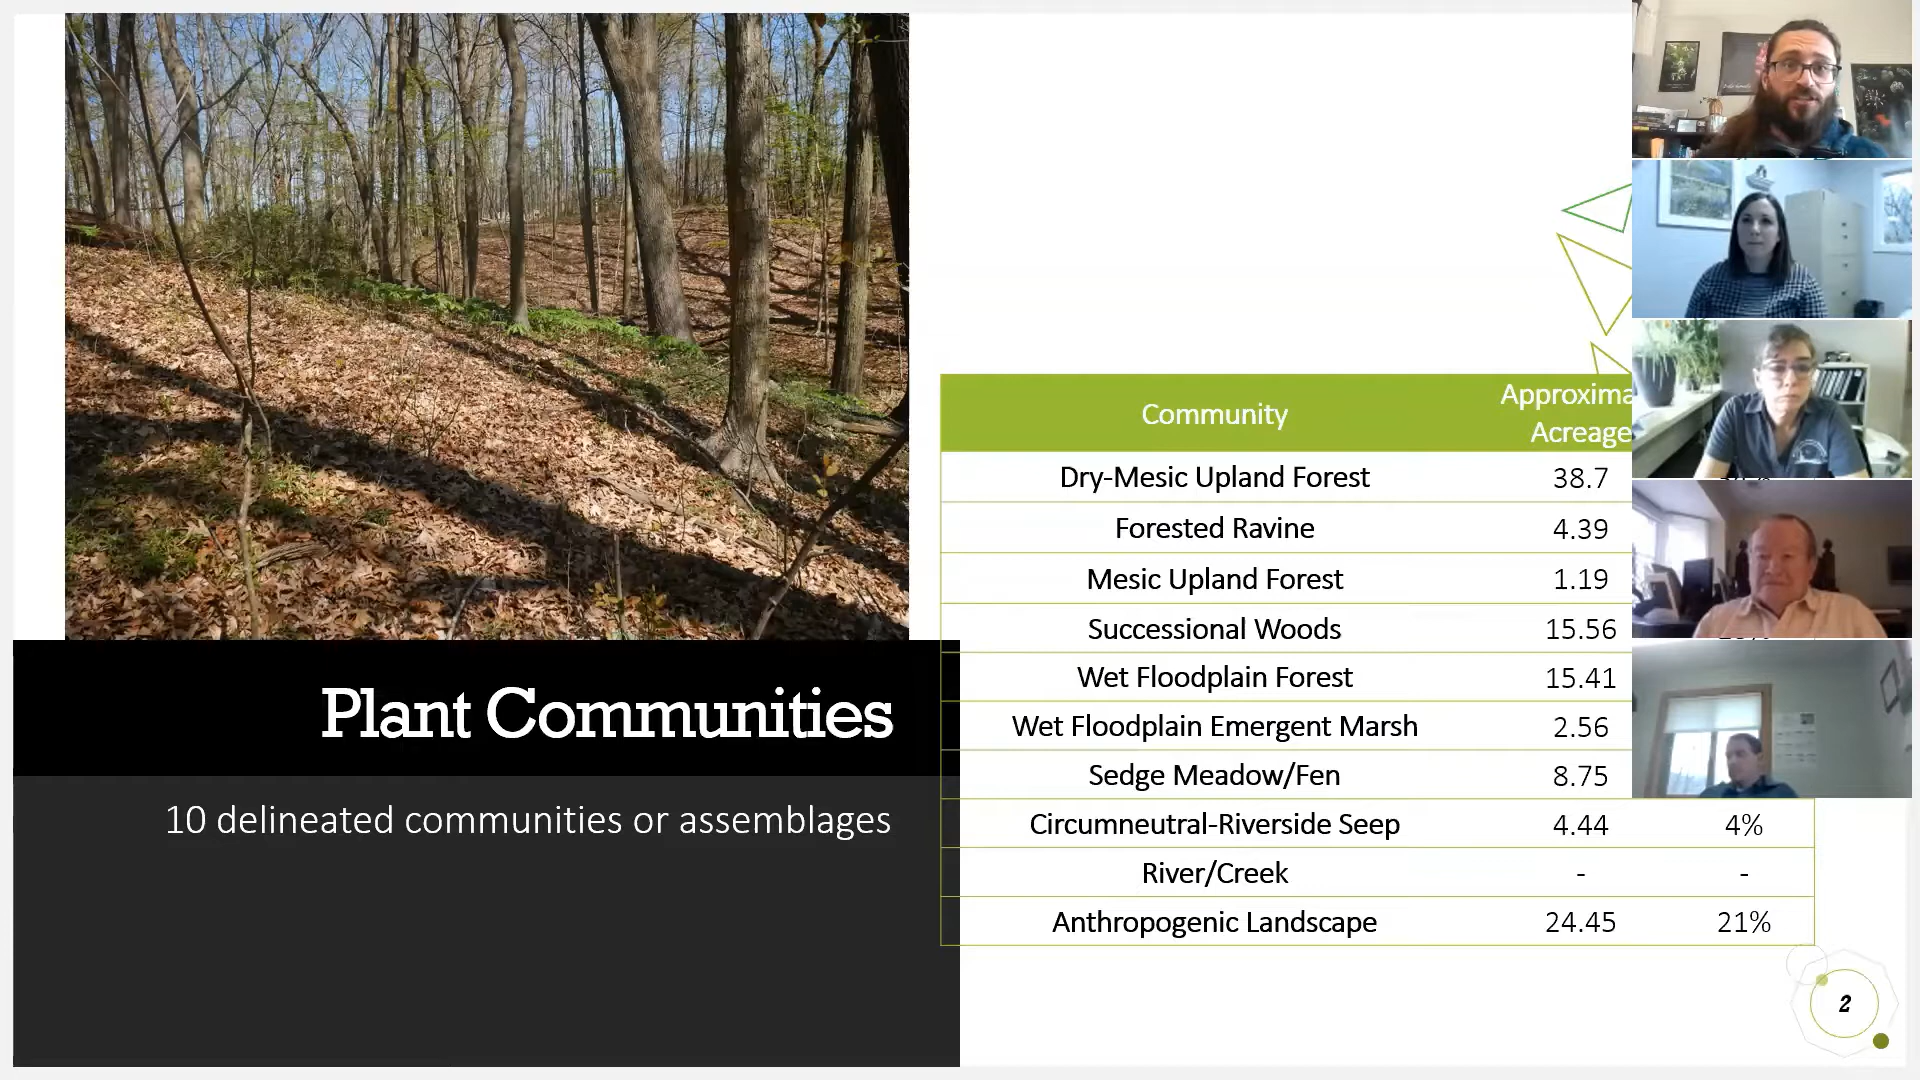 Plant Communities
10 delineated communities or assemblages
Community
Approxima
Acreage
Dry-Mesic Upland Forest 38.7
Forested Ravine 4.39
Mesic Upland Forest 1.19
Successional Woods 15.56
Wet Floodplain Forest 15.41
Wet Floodplain Emergent Marsh 2.56
Sedge Meadow/Fen 8.75
Circumneutral-Riverside Seep 4.44 4%
River/Creek - -
Anthropogenic Landscape 24.45 21%
2